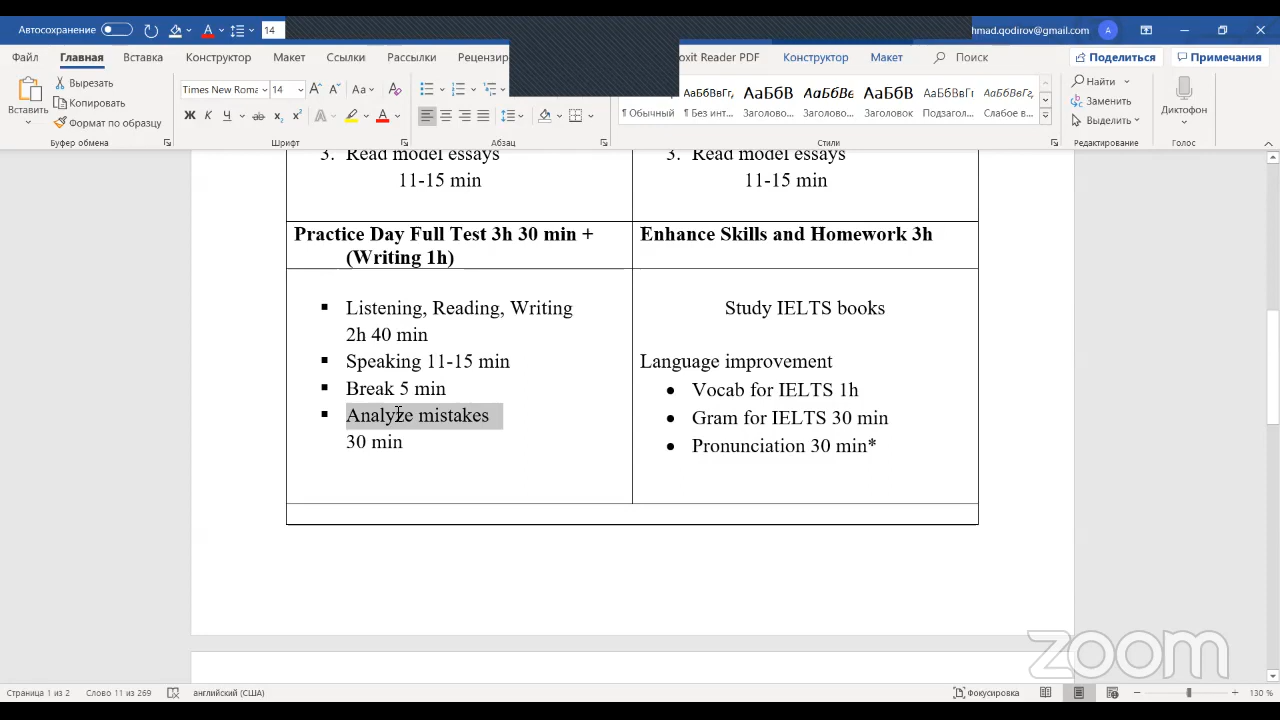 Автосохранение
14
hmad.qodirov@gmail.com
A
Файл Главная Вставка Конструктор Макет Ссылки Рассылки Рецензир oxit Reader PDF Конструктор Макет Поиск Поделиться Примечания
Вставить
Вырезать
Копировать
Формат по образцу
Буфер обмена
Times New Roma 14
Шрифт
Абзац
АаБбВвГг, АаБбВ АаБбВв АаБбВ АаБбВвГг АаБбВвГг,
¶ Обычный ¶ Без инт... Заголово... Заголово... Заголовок Подзагол... Слабое в...
Стили
Найти
Заменить
Выделить
Редактирование
Диктофон
Голос
3. Read model essays
11-15 min
3. Read model essays
11-15 min
Practice Day Full Test 3h 30 min +
(Writing 1h)
Enhance Skills and Homework 3h
Listening, Reading, Writing
2h 40 min
Speaking 11-15 min
Break 5 min
Analyze mistakes
30 min
Study IELTS books
Language improvement
Vocab for IELTS 1h
Gram for IELTS 30 min
Pronunciation 30 min*
zoom
Страница 1 из 2 Слово 11 из 269 английский (США) Фокусировка 130 %